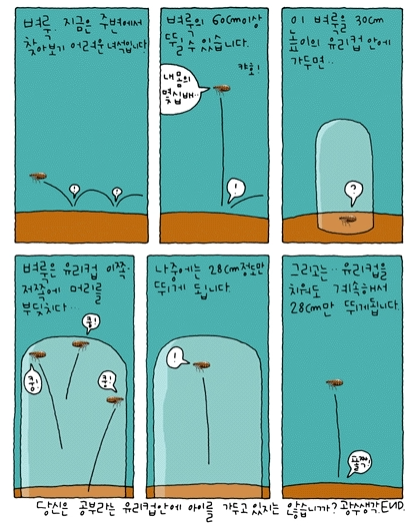 벼룩. 지금은 주변에서
찾아보기 어려운 녀석입니다.
!
?
벼룩의 60cm이상
뛸 수 있습니다.
캬호!
내몸의
몇십배..
!
이 벼룩을 30cm
높이의 유리컵 안에
가두면...
?
벼룩은 유리컵 이쪽
저쪽에 머리를
부딪치다...
쿵!
쿵!
쿵!
나중에는 28cm정도만
뛰게 됩니다.
!
그리고는... 유리컵을
치워도 계속해서
28cm만 뛰게됩니다.
당신은 공부라는 유리컵안에 아이를 가두고 있지는 않습니까? 광수생각. END.